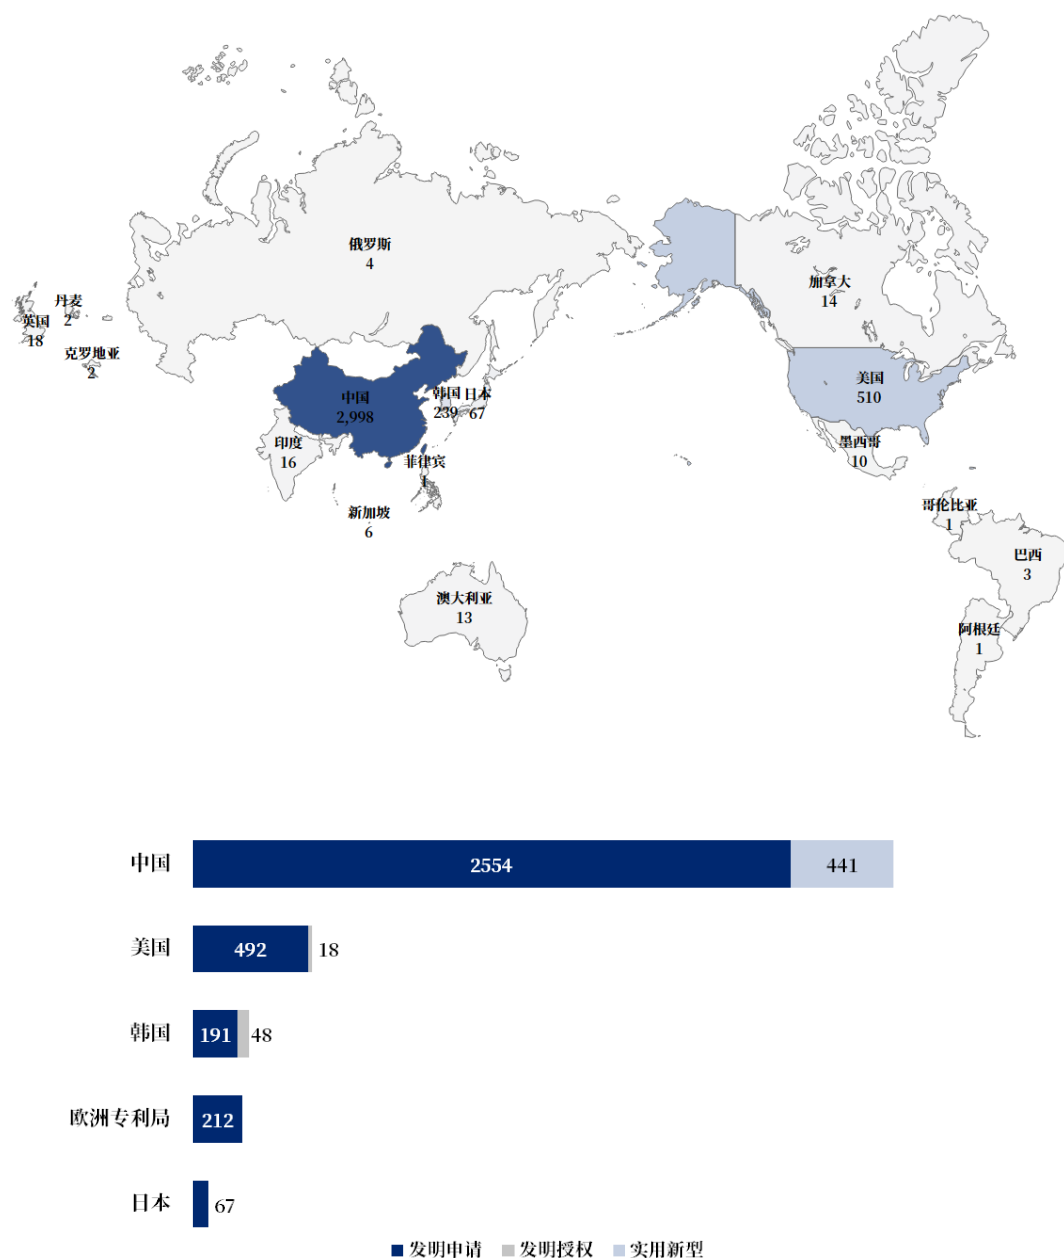 俄罗斯
4
加拿大
14
丹麦
2
英国
18
克罗地亚
2
美国
510
中国
2,998
韩国
239
日本
67
印度
16
墨西哥
10
菲律宾
1
新加坡
6
哥伦比亚
1
巴西
3
澳大利亚
13
阿根廷
1
中国 2554 441
美国 492 18
韩国 191 48
欧洲专利局 212
日本 67
发明申请 发明授权 实用新型